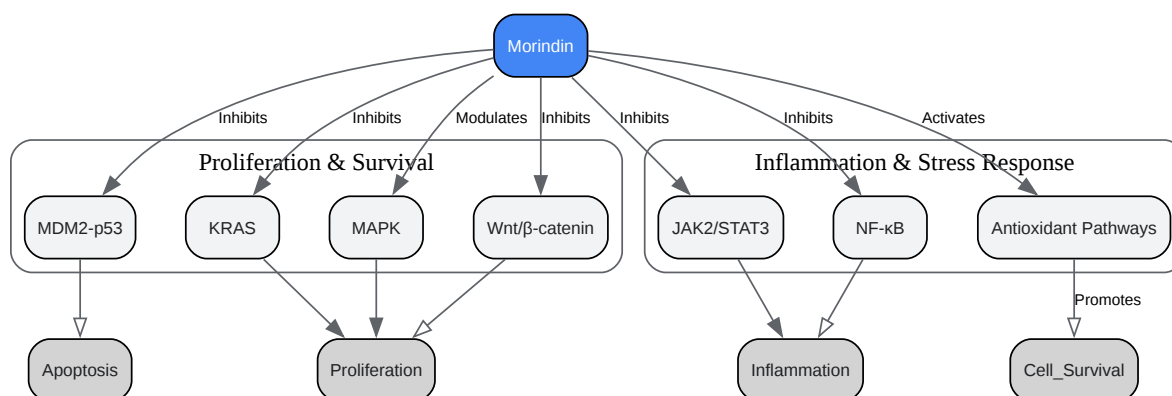 Morindin
Inhibits
Inhibits
Modulates
Inhibits
Inhibits
Inhibits
Activates
Proliferation & Survival
Inflammation & Stress Response
MDM2-p53
KRAS
MAPK
Wnt/β-catenin
JAK2/STAT3
NF-κB
Antioxidant Pathways
Promotes
Apoptosis
Proliferation
Inflammation
Cell_Survival